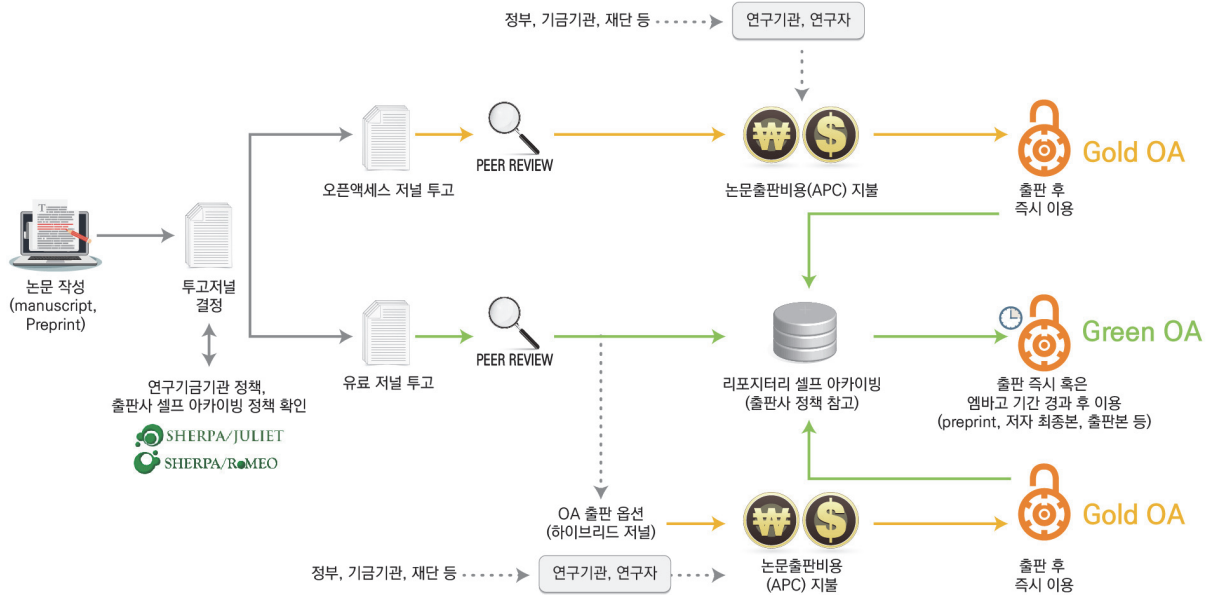 정부, 기금기관, 재단 등
연구기관, 연구자
T
₩
$
PEER REVIEW
Gold OA
오픈액세스 저널 투고
논문출판비용(APC) 지불
출판 후
즉시 이용
논문 작성
(manuscript,
Preprint)
투고저널
결정
PEER REVIEW
Green OA
유료 저널 투고
리포지터리 셀프 아카이빙
(출판사 정책 참고)
출판 즉시 혹은
엠바고 기간 경과 후 이용
(preprint, 저자 최종본, 출판본 등)
연구기금기관 정책,
출판사 셀프 아카이빙 정책 확인
SHERPA/JULIET
SHERPA/RoMEO
OA 출판 옵션
(하이브리드 저널)
₩
$
Gold OA
논문출판비용
(APC) 지불
출판 후
즉시 이용
정부, 기금기관, 재단 등
연구기관, 연구자